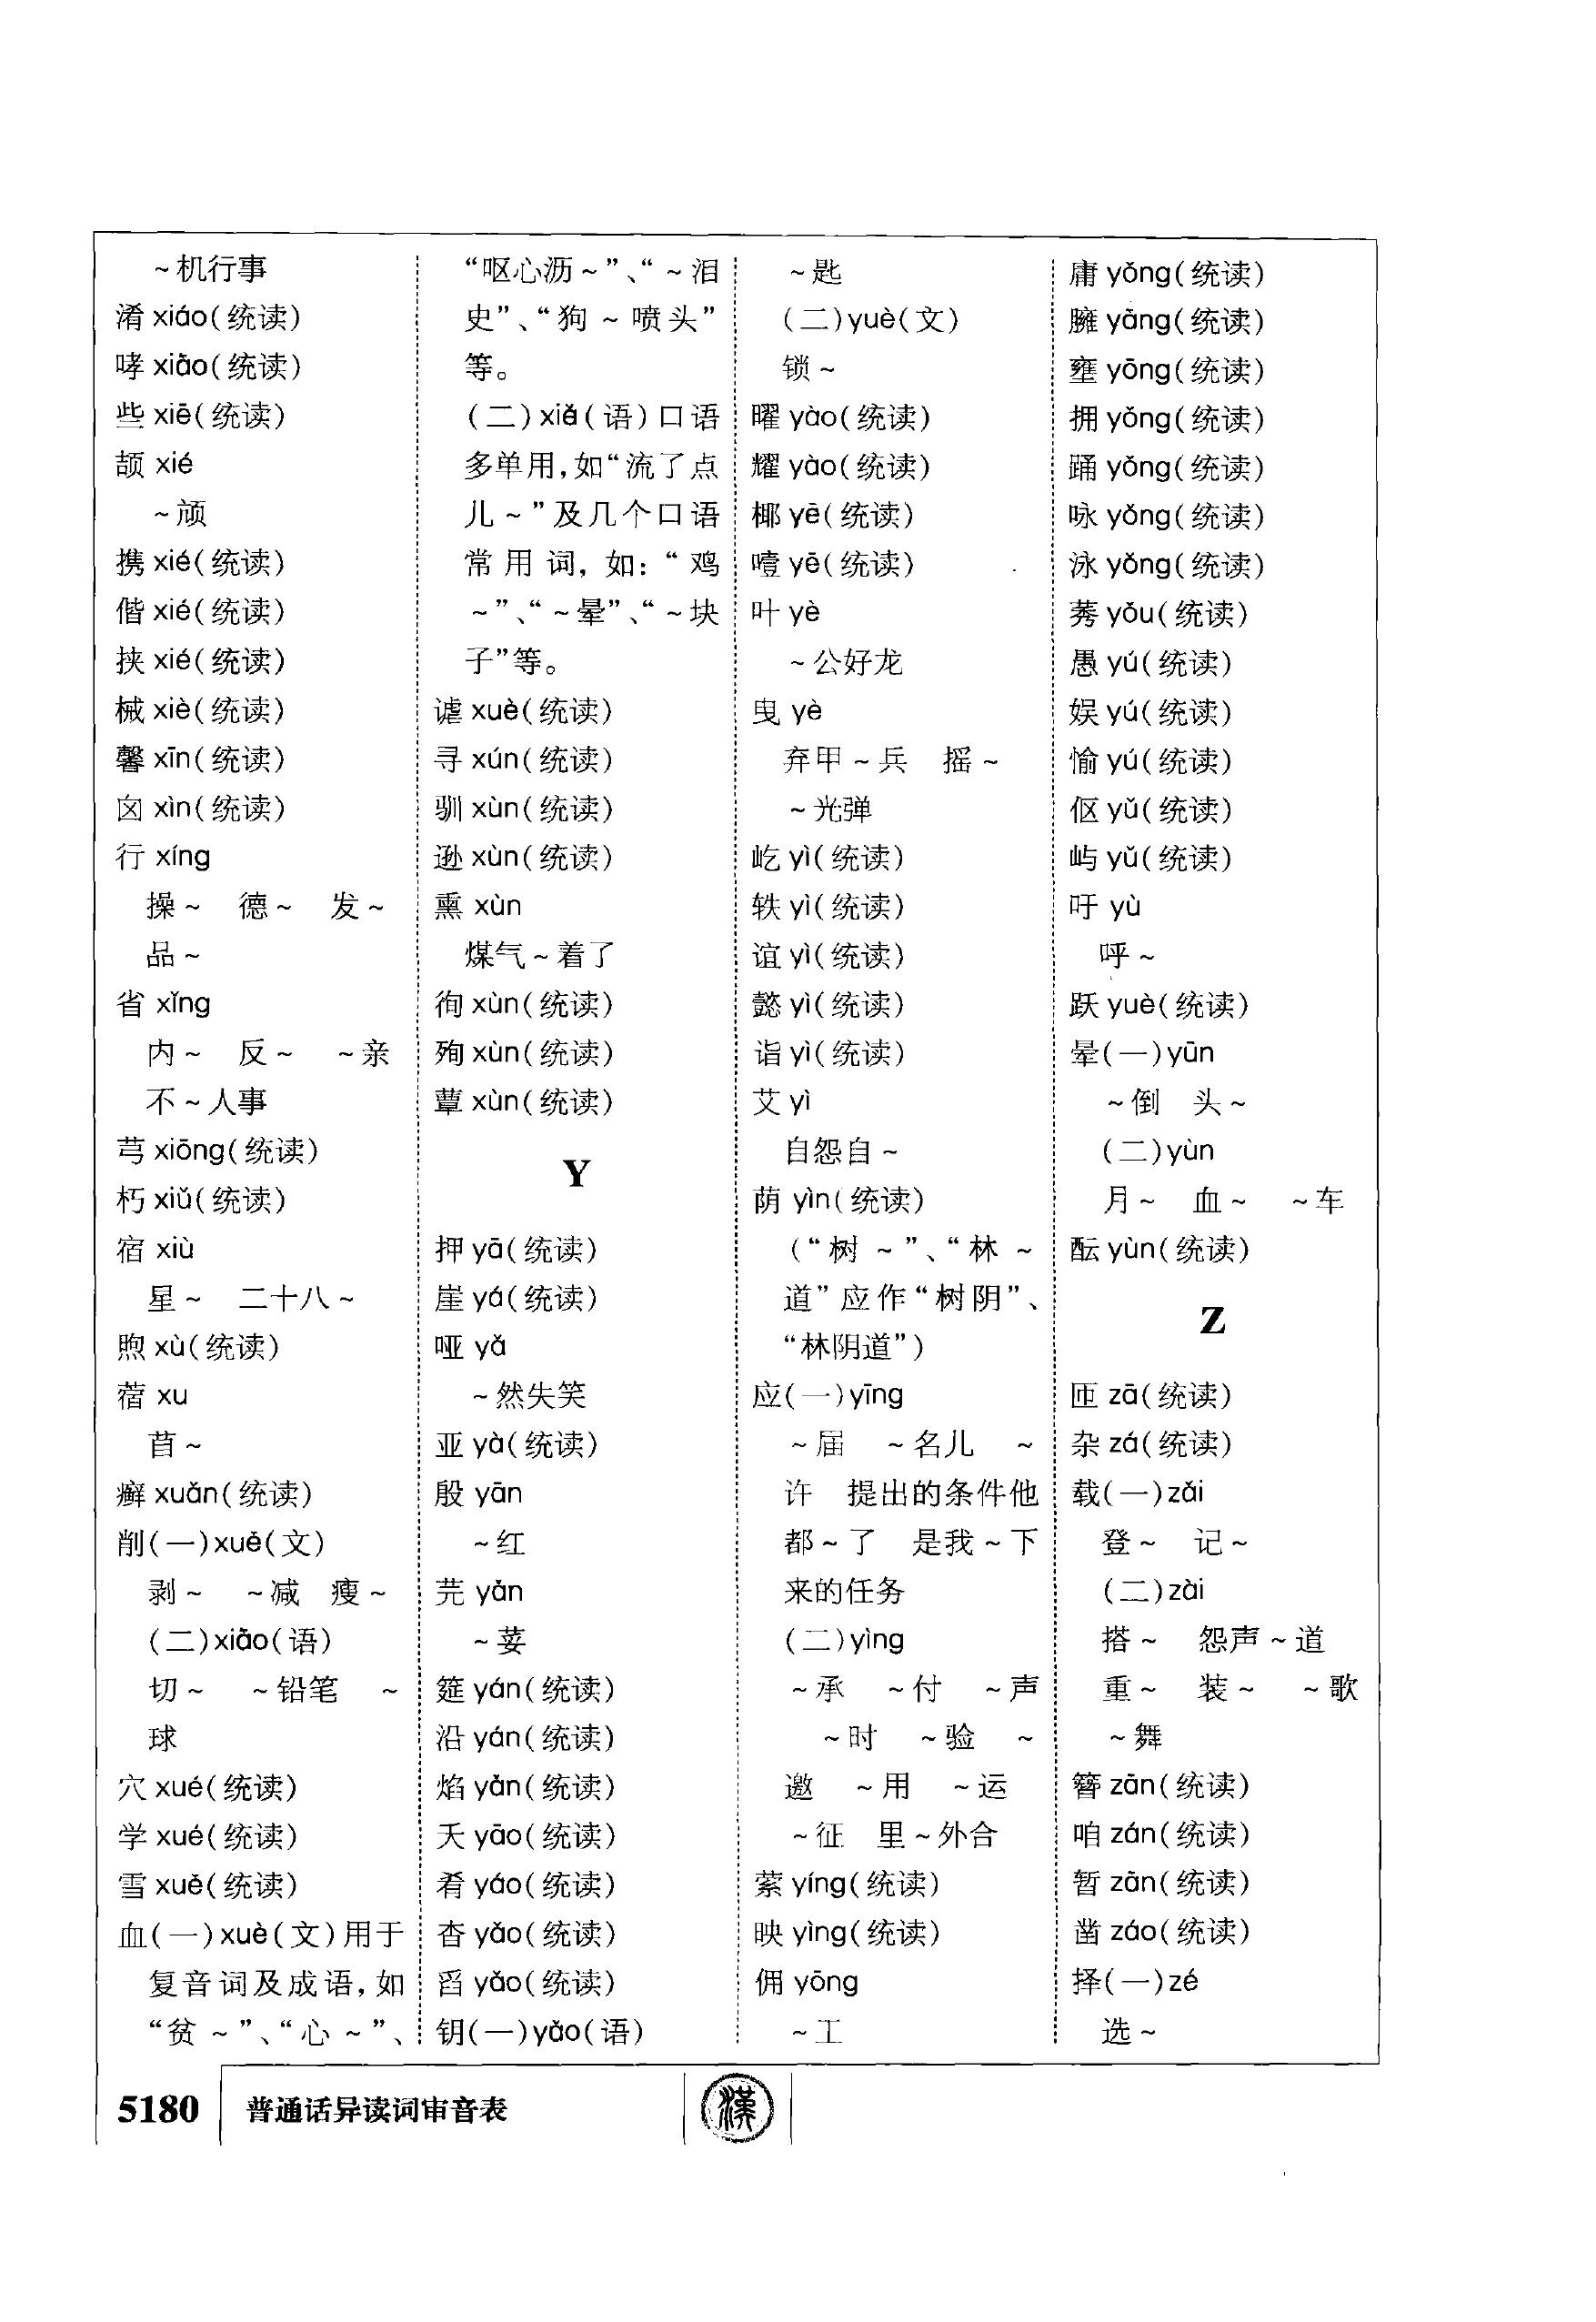 ~机行事
淆 xiáo(统读)
哮 xiào(统读)
些 xiē(统读)
颉 xié
~颃
携 xié(统读)
偕 xié(统读)
挟 xié(统读)
械 xiè(统读)
馨 xīn(统读)
囟 xìn(统读)
行 xíng
操~ 德~ 发~
品~
省 xǐng
内~ 反~ ~亲
不~人事
芎 xiōng(统读)
朽 xiǔ(统读)
宿 xiù
星~ 二十八~
煦 xù(统读)
蓿 xu
苜~
癣 xuǎn(统读)
削(一)xuē(文)
剥~ ~减 瘦~
(二)xiāo(语)
切~ ~铅笔 ~
球
穴 xué(统读)
学 xué(统读)
雪 xuě(统读)
血(一)xuè(文)用于
复音词及成语,如
“贫~”、“心~”、
“呕心沥~”、“~泪
史”、“狗~喷头”
等。
(二)xiě(语)口语
多单用,如“流了点
儿~”及几个口语
常用词,如:“鸡
~”、“~晕”、“~块
子”等。
谑 xuè(统读)
寻 xún(统读)
驯 xùn(统读)
逊 xùn(统读)
熏 xùn
煤气~着了
徇 xùn(统读)
殉 xùn(统读)
蕈 xùn(统读)
Y
押 yā(统读)
崖 yá(统读)
哑 yǎ
~然失笑
亚 yà(统读)
殷 yān
~红
芫 yán
~荽
筵 yán(统读)
沿 yán(统读)
焰 yàn(统读)
夭 yāo(统读)
肴 yáo(统读)
杳 yǎo(统读)
舀 yǎo(统读)
钥(一)yào(语)
~匙
(二)yuè(文)
锁~
曜 yào(统读)
耀 yào(统读)
椰 yē(统读)
噎 yē(统读)
叶 yè
~公好龙
曳 yè
弃甲~兵 摇~
~光弹
屹 yì(统读)
轶 yì(统读)
谊 yì(统读)
懿 yì(统读)
诣 yì(统读)
艾 yì
自怨自~
荫 yìn(统读)
(“树~”、“林~
道”应作“树阴”、
“林阴道”)
应(一)yīng
~届 ~名儿 ~
许 提出的条件他
都~了 是我~下
来的任务
(二)yìng
~承 ~付 ~声
~时 ~验 ~
邀 ~用 ~运
~征 里~外合
萦 yíng(统读)
映 yìng(统读)
佣 yōng
~工
庸 yōng(统读)
臃 yōng(统读)
壅 yōng(统读)
拥 yōng(统读)
踊 yǒng(统读)
咏 yǒng(统读)
泳 yǒng(统读)
莠 yǒu(统读)
愚 yú(统读)
娱 yú(统读)
愉 yú(统读)
伛 yǔ(统读)
屿 yǔ(统读)
吁 yù
呼~
跃 yuè(统读)
晕(一)yūn
~倒 头~
(二)yùn
月~ 血~ ~车
酝 yùn(统读)
Z
匝 zā(统读)
杂 zá(统读)
载(一)zǎi
登~ 记~
(二)zài
搭~ 怨声~道
重~ 装~ ~歌
~舞
簪 zān(统读)
咱 zán(统读)
暂 zàn(统读)
凿 záo(统读)
择(一)zé
选~
5180 普通话异读词审音表 漢